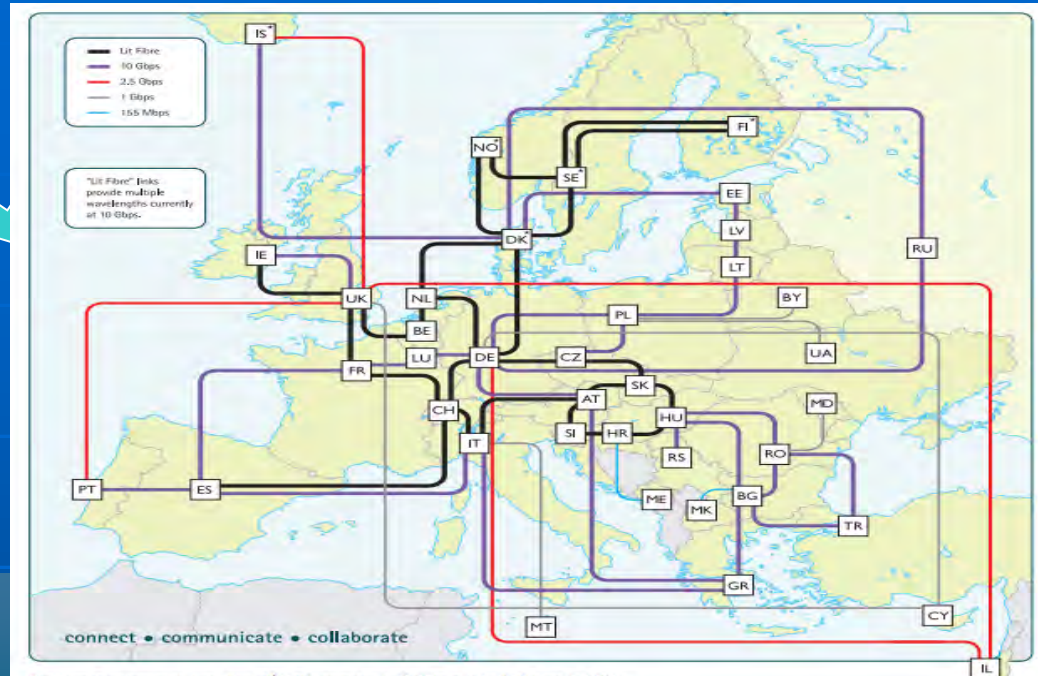 Lit Fibre
10 Gbps
2.5 Gbps
1 Gbps
155 Mbps
"Lit Fibre" links
provide multiple
wavelengths currently
at 10 Gbps.
IS*
NO*
FI*
SE*
EE
DK*
LV
RU
IE
LT
UK
NL
BY
PL
BE
UA
LU
DE
CZ
FR
SK
AT
CH
MD
HU
SI
HR
IT
RS
RO
PT
ES
ME
MK
BG
TR
GR
CY
MT
IL
connect • communicate • collaborate